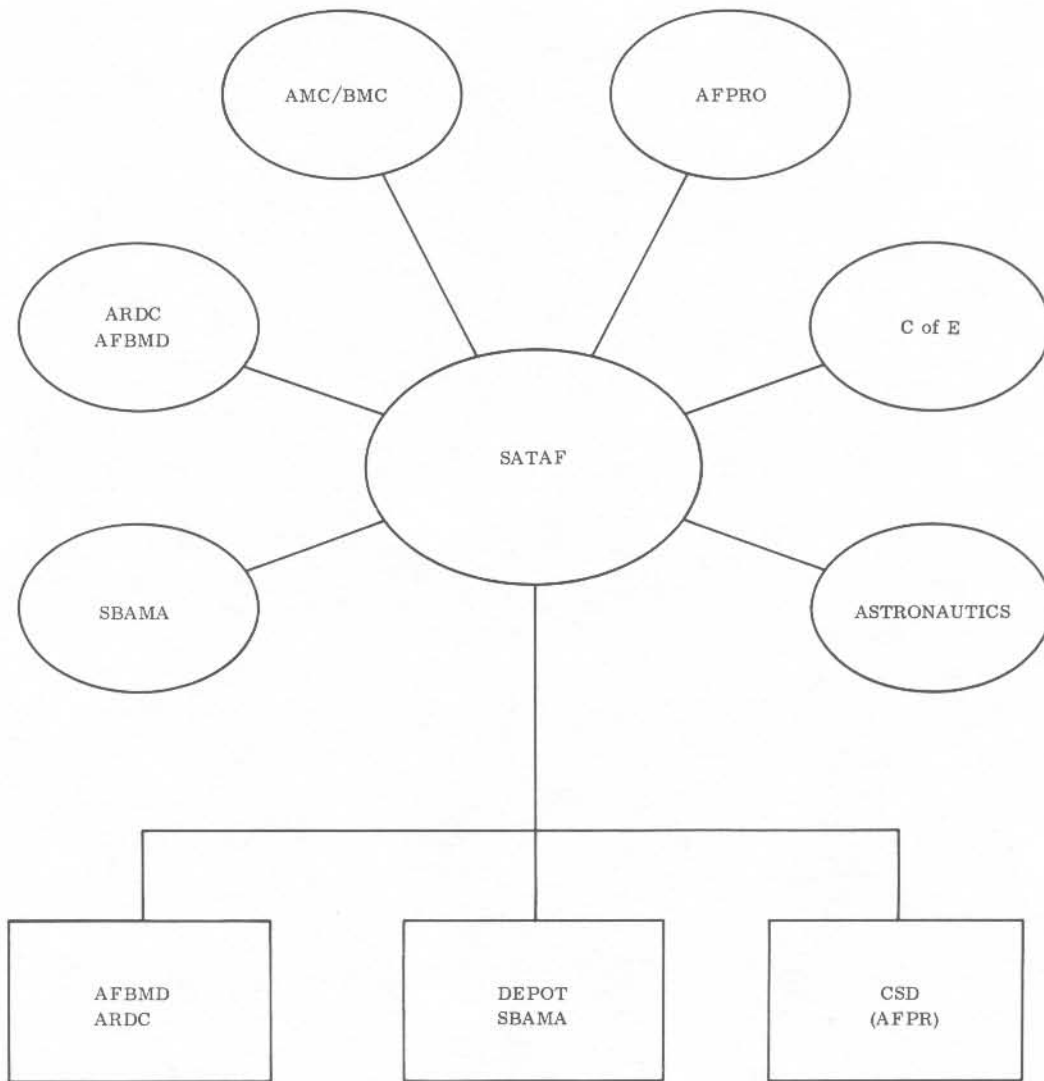 AMC/BMC
AFPRO
ARDC
AFBMD
C of E
SATAF
SBAMA
ASTRONAUTICS
AFBMD
ARDC
DEPOT
SBAMA
CSD
(AFPR)